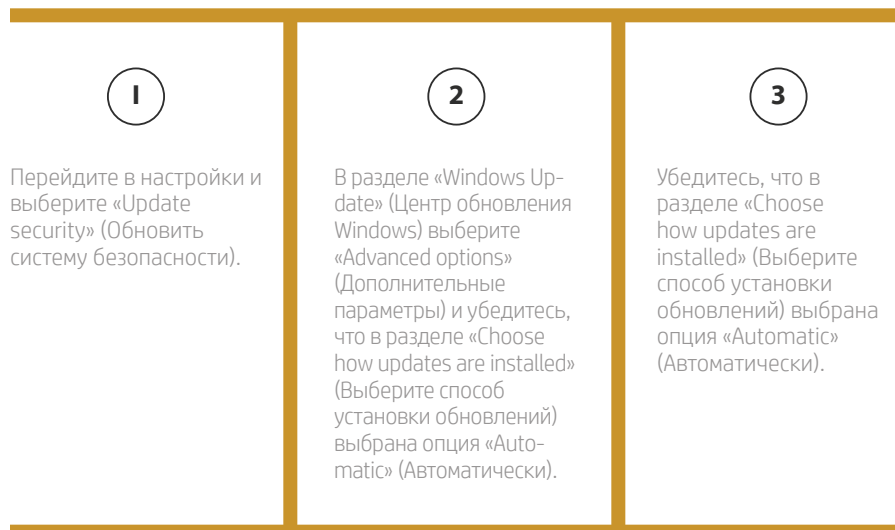 1
Перейдите в настройки и
выберите «Update
security» (Обновить
систему безопасности).
2
В разделе «Windows Up-
date» (Центр обновления
Windows) выберите
«Advanced options»
(Дополнительные
параметры) и убедитесь,
что в разделе «Choose
how updates are installed»
(Выберите способ
установки обновлений)
выбрана опция «Auto-
matic» (Автоматически).
3
Убедитесь, что в
разделе «Choose
how updates are
installed» (Выберите
способ установки
обновлений) выбрана
опция «Automatic»
(Автоматически).